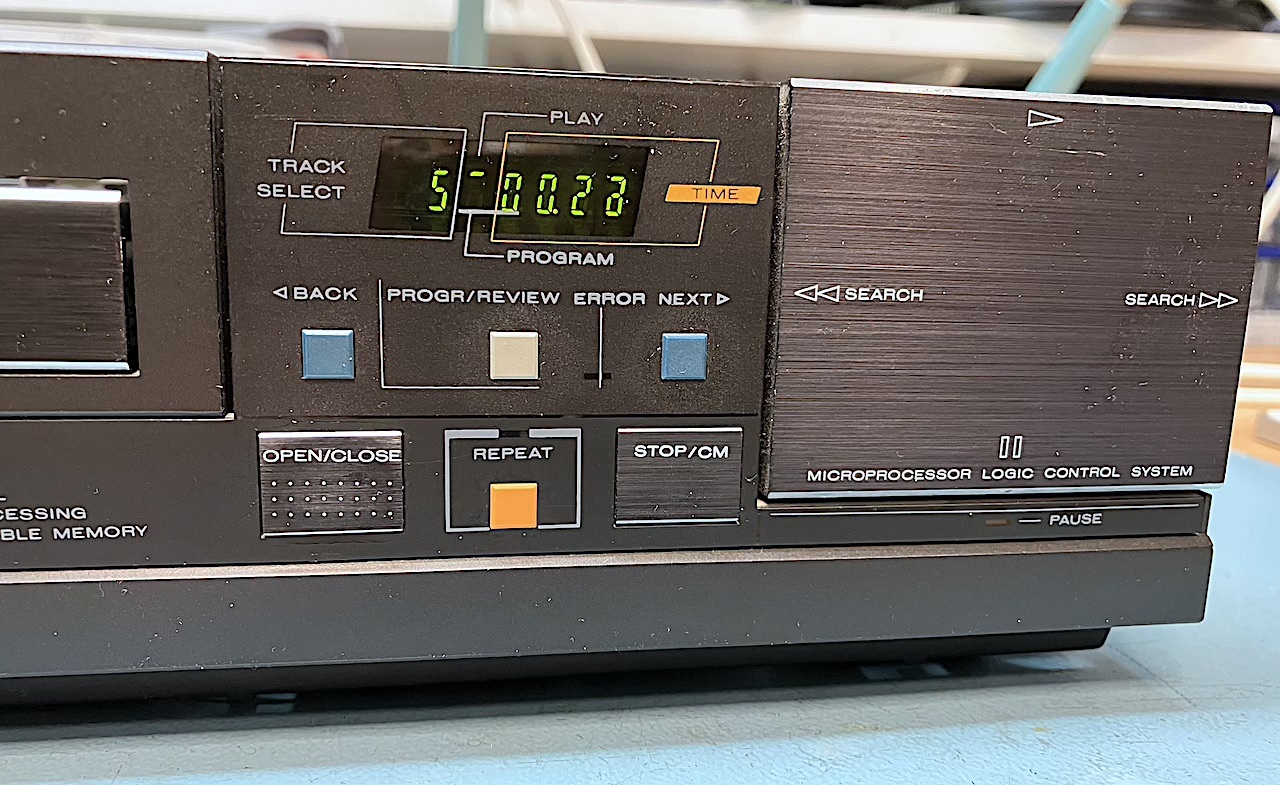 PLAY
TRACK
SELECT
5 00.2
TIME
PROGRAM
BACK
PROGR/REVIEW
ERROR
NEXT
SEARCH
SEARCH
OPEN/CLOSE
REPEAT
STOP/CM
MICROPROCESSOR LOGIC CONTROL SYSTEM
PAUSE
CESSING
BLE MEMORY